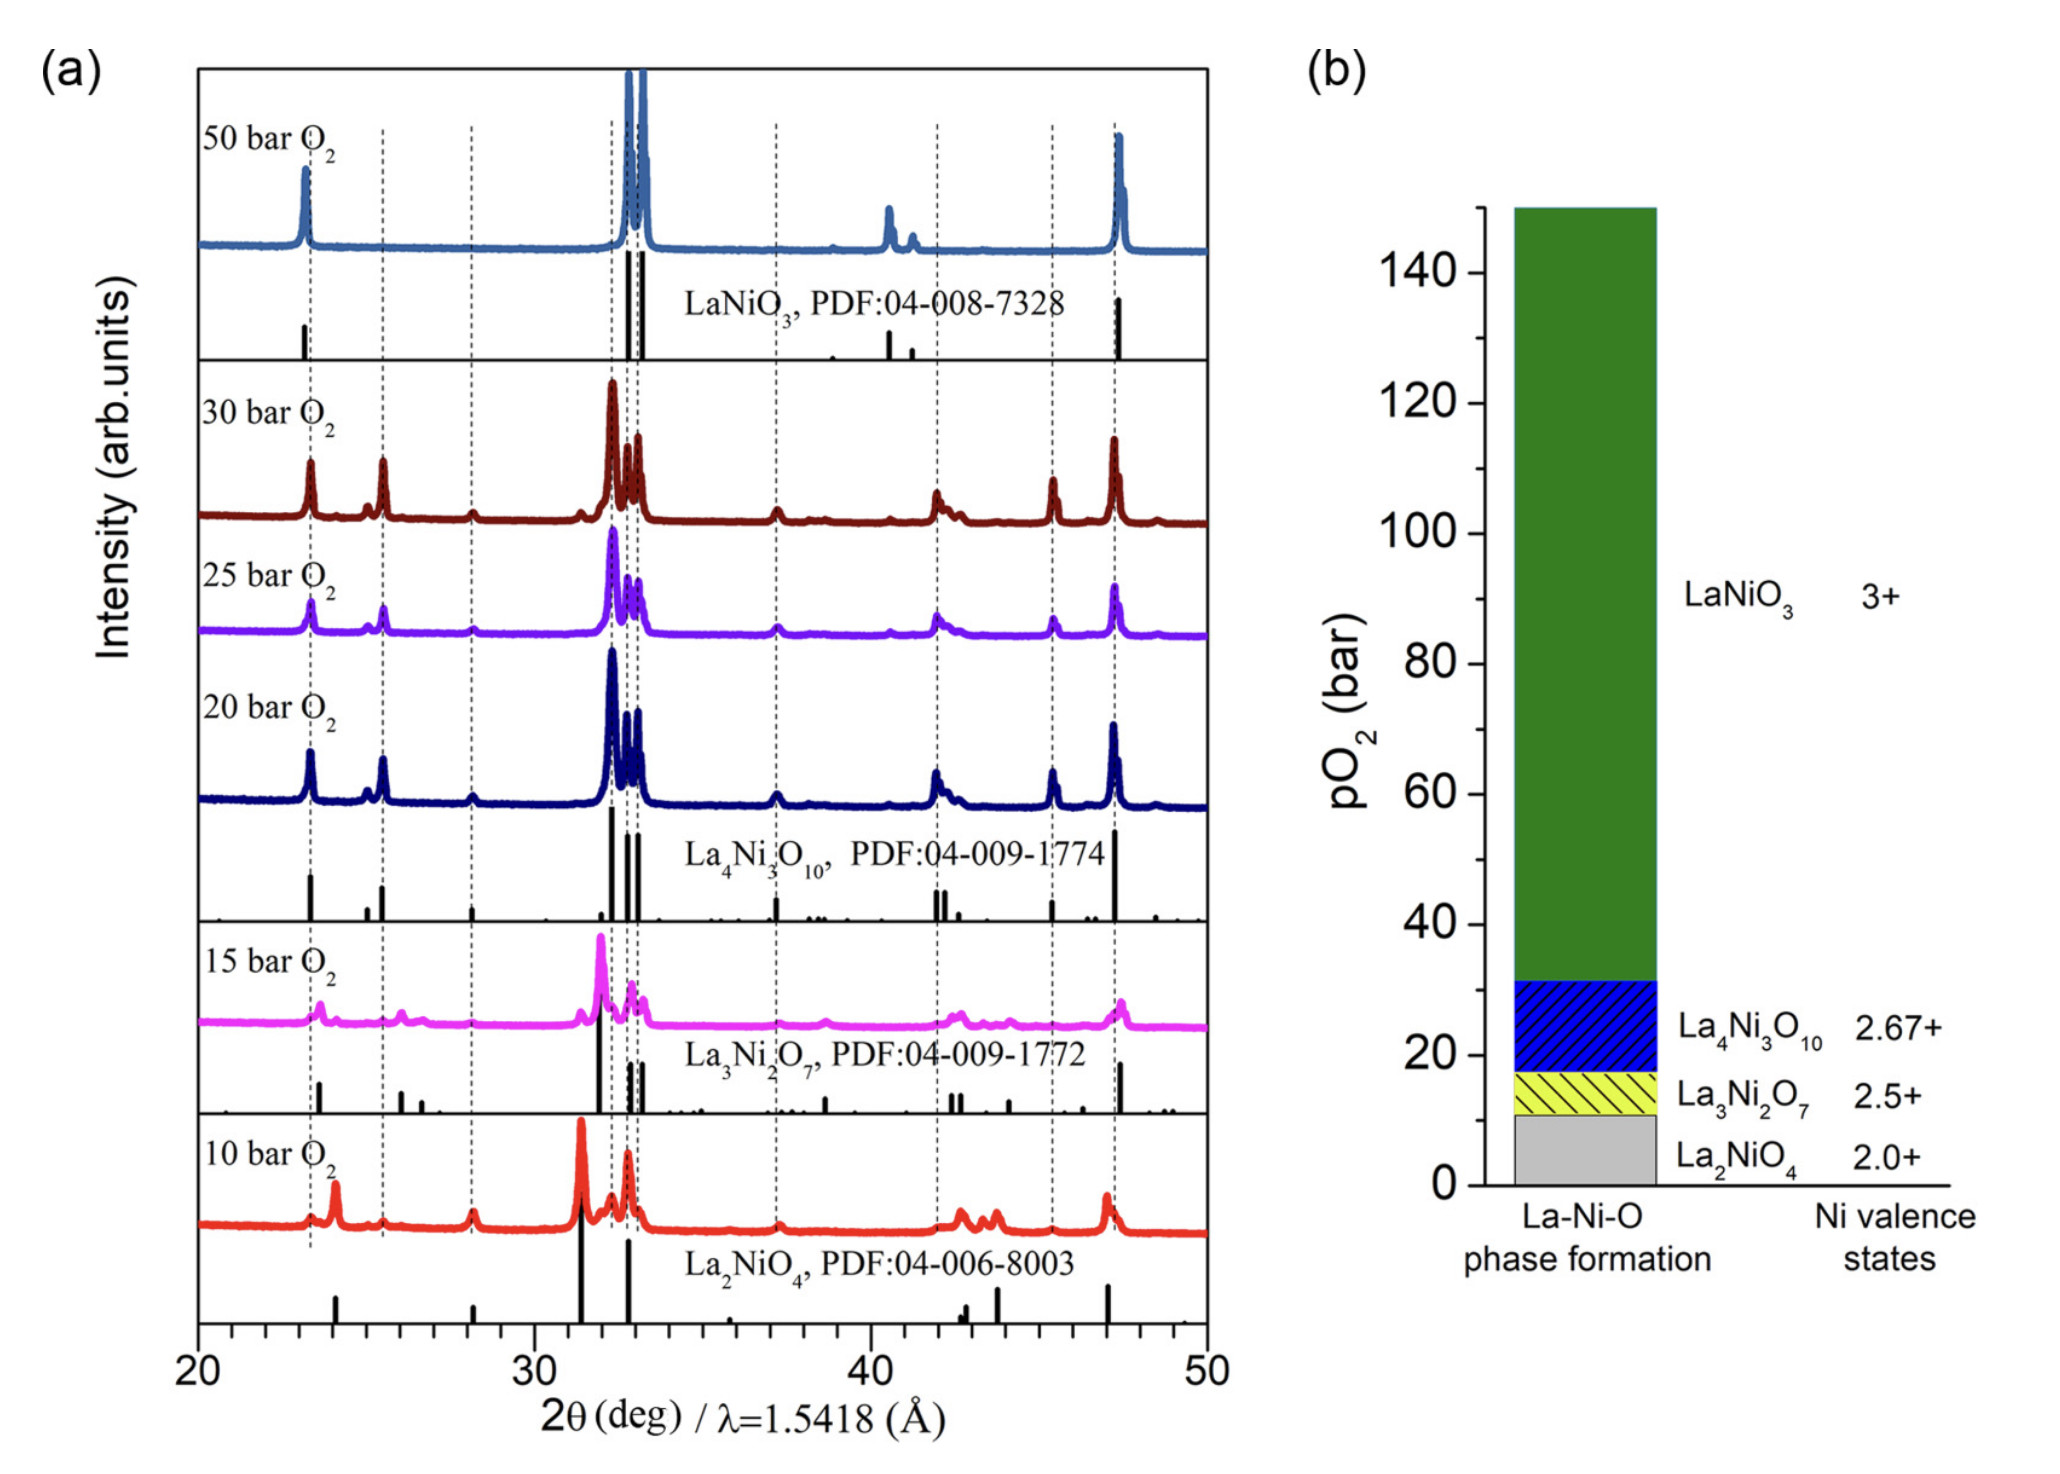 (a)
50 bar O2
LaNiO3, PDF:04-008-7328
30 bar O2
25 bar O2
20 bar O2
La4Ni3O10, PDF:04-009-1774
15 bar O2
La3Ni2O7, PDF:04-009-1772
10 bar O2
La2NiO4, PDF:04-006-8003
Intensity (arb.units)
20 30 40 50
2θ (deg) / λ=1.5418 (Å)
(b)
140
120
100
80
60
40
20
0
pO2 (bar)
LaNiO3 3+
La4Ni3O10 2.67+
La3Ni2O7 2.5+
La2NiO4 2.0+
La-Ni-O
phase formation
Ni valence
states